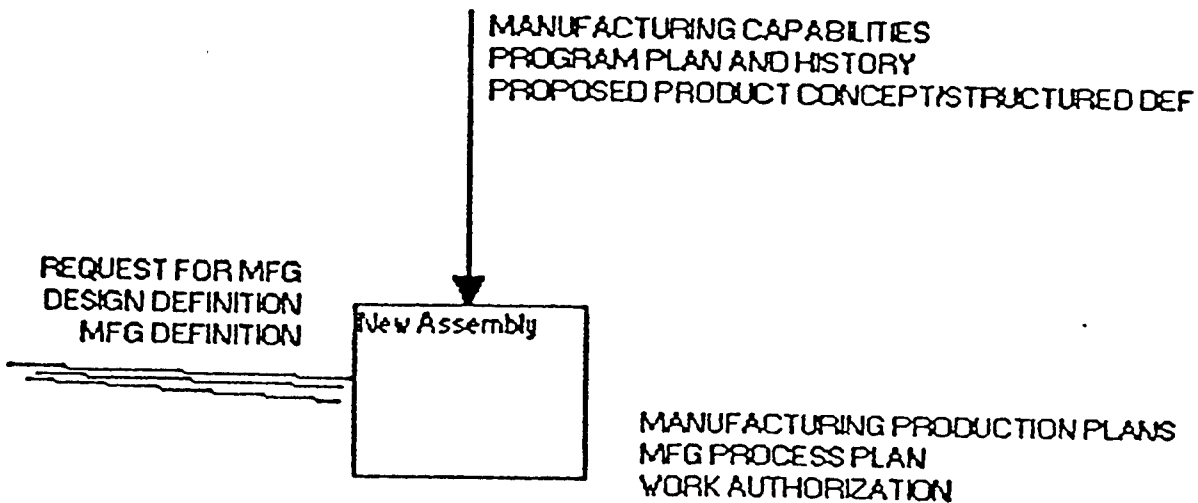 MANUFACTURING CAPABILITIES
PROGRAM PLAN AND HISTORY
PROPOSED PRODUCT CONCEPT/STRUCTURED DEF
REQUEST FOR MFG
DESIGN DEFINITION
MFG DEFINITION
New Assembly
MANUFACTURING PRODUCTION PLANS
MFG PROCESS PLAN
WORK AUTHORIZATION